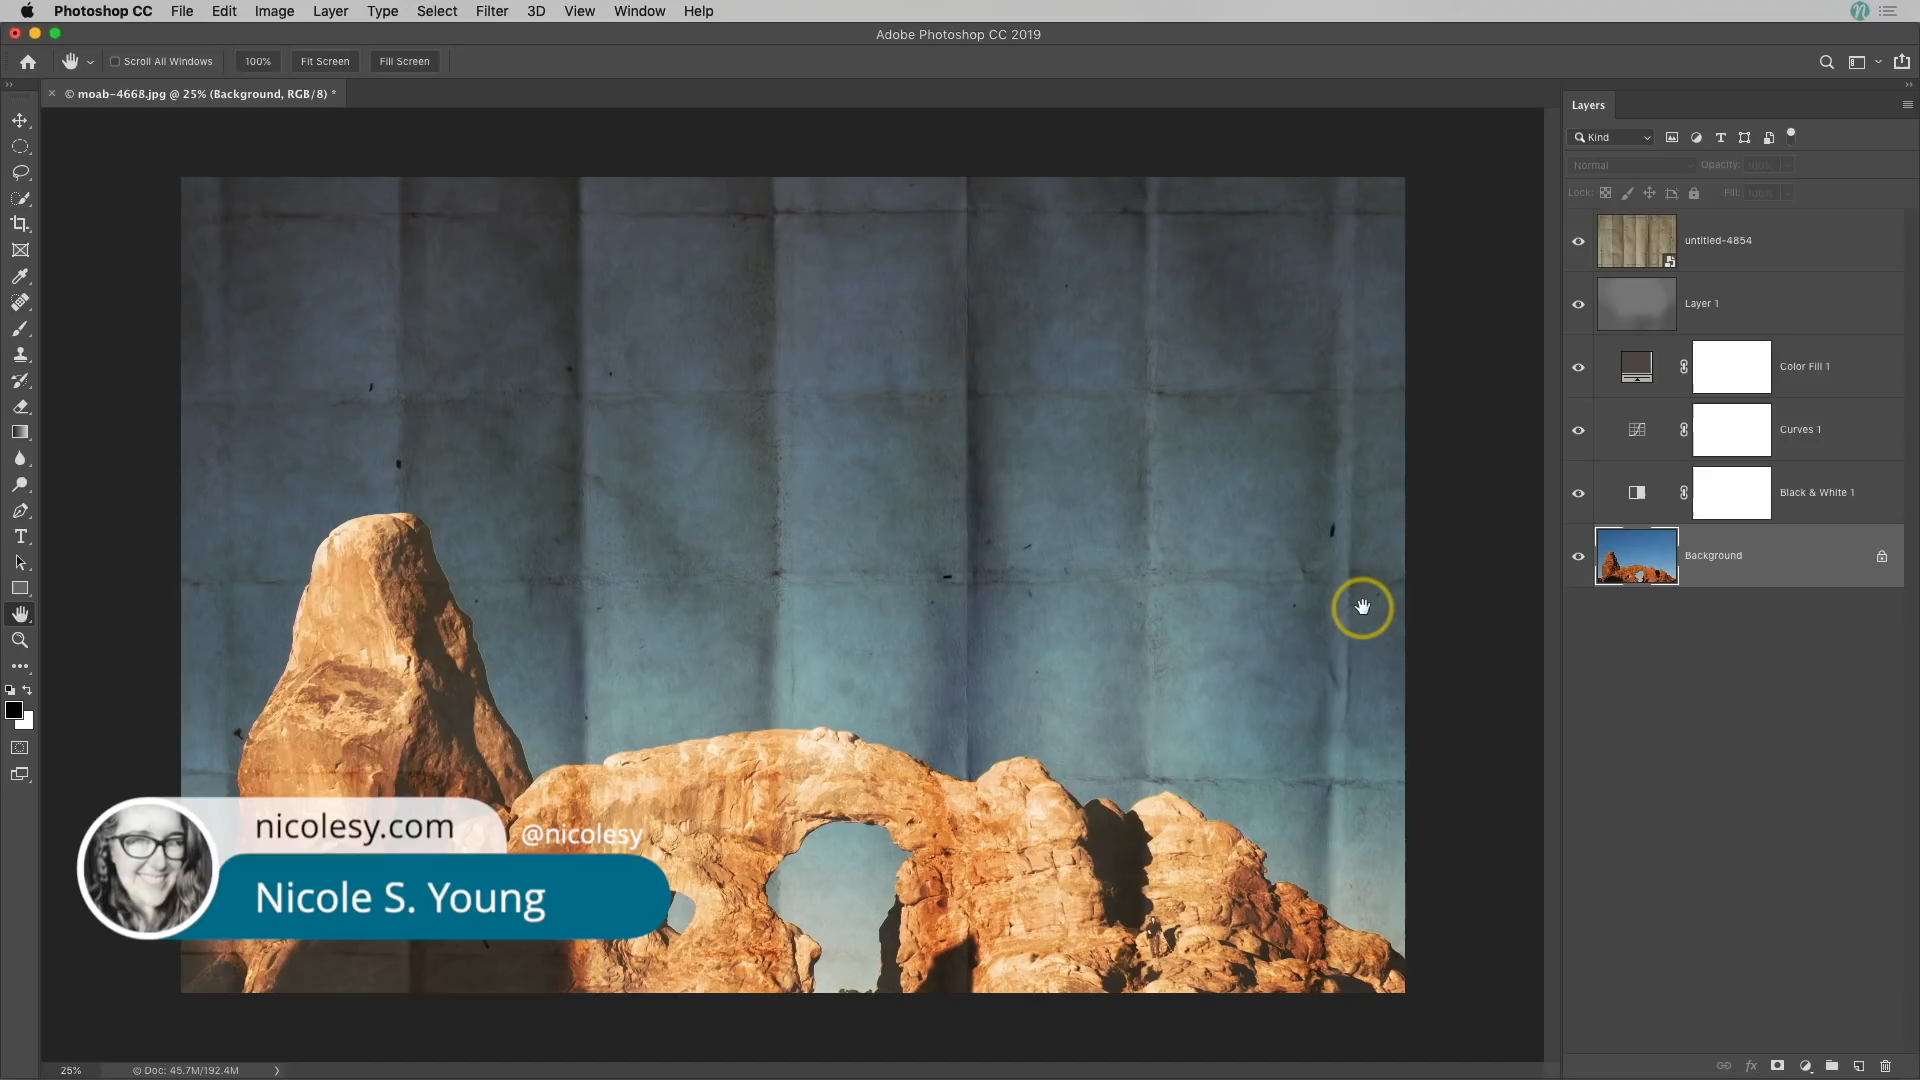 Photoshop CC File Edit Image Layer Type Select Filter 3D View Window Help
Adobe Photoshop CC 2019
Scroll All Windows 100% Fit Screen Fill Screen
© moab-4668.jpg @ 25% (Background, RGB/8) *
Layers
Kind
Normal Opacity: 100%
Lock: Fill: 100%
untitled-4854
Layer 1
Color Fill 1
Curves 1
Black & White 1
Background
nicolesy.com
@nicolesy
Nicole S. Young
25% © Doc: 45.7M/192.4M